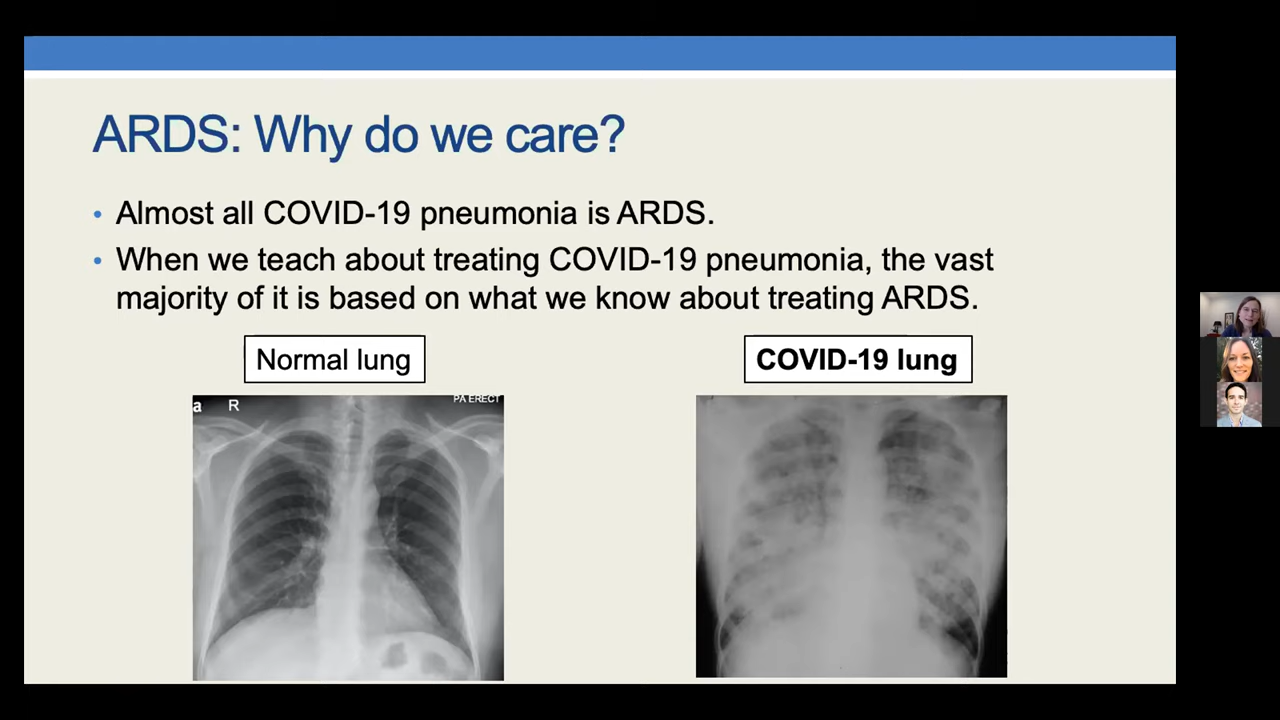 ARDS: Why do we care?
• Almost all COVID-19 pneumonia is ARDS.
• When we teach about treating COVID-19 pneumonia, the vast
majority of it is based on what we know about treating ARDS.
Normal lung
COVID-19 lung
a R PA ERECT